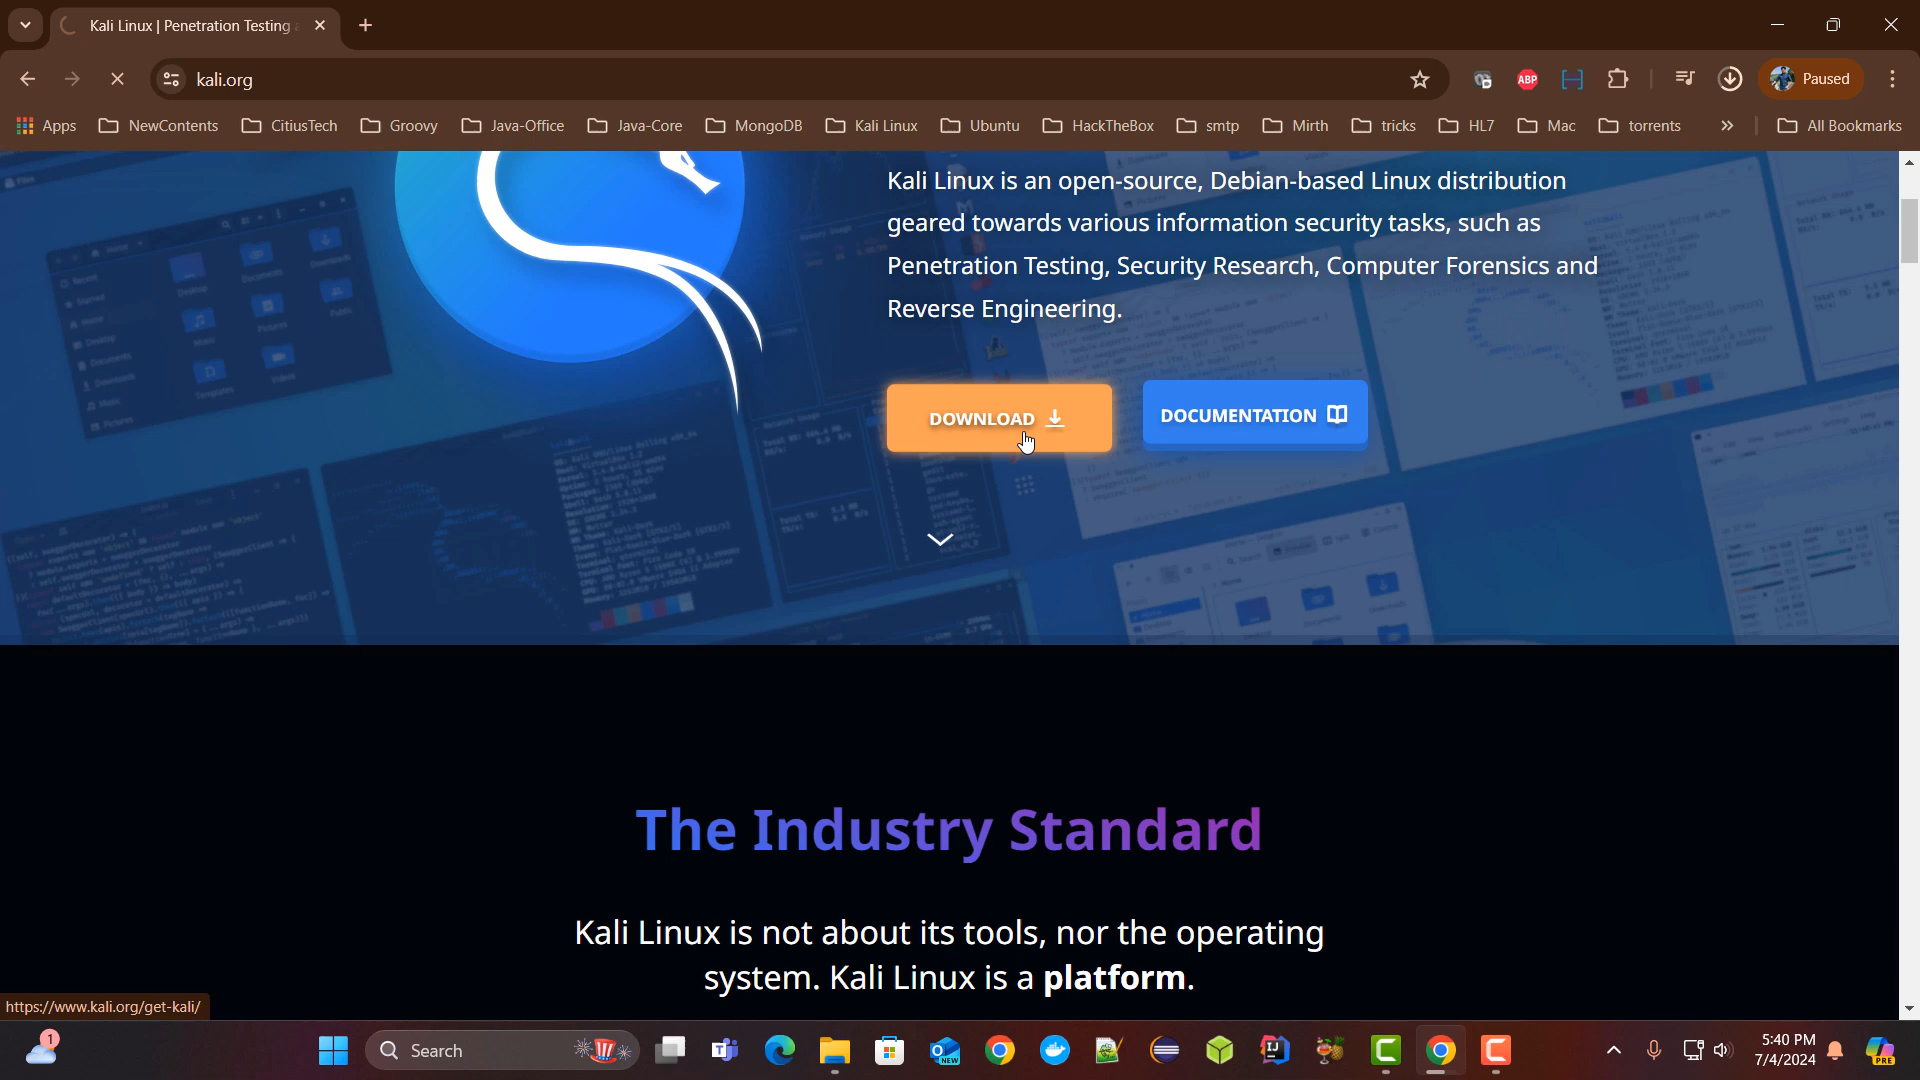 Kali Linux | Penetration Testing a
kali.org
ABP
Paused
Apps NewContents CitiusTech Groovy Java-Office Java-Core MongoDB Kali Linux Ubuntu HackTheBox smtp Mirth tricks HL7 Mac torrents » All Bookmarks
Kali Linux is an open-source, Debian-based Linux distribution
geared towards various information security tasks, such as
Penetration Testing, Security Research, Computer Forensics and
Reverse Engineering.
DOWNLOAD
DOCUMENTATION
The Industry Standard
Kali Linux is not about its tools, nor the operating
system. Kali Linux is a platform.
https://www.kali.org/get-kali/
1
Search
NEW
5:40 PM
7/4/2024
PRE